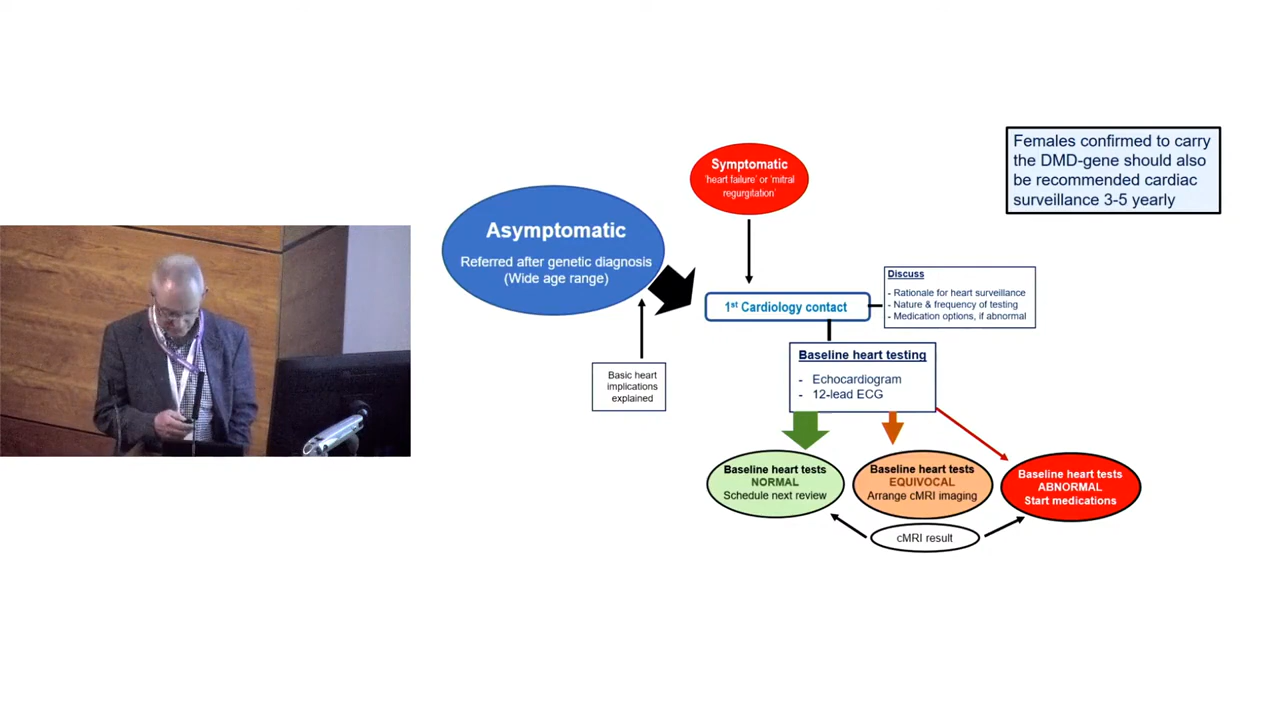 Females confirmed to carry
the DMD-gene should also
be recommended cardiac
surveillance 3-5 yearly
Symptomatic
'heart failure' or 'mitral
regurgitation'
Asymptomatic
Referred after genetic diagnosis
(Wide age range)
1st Cardiology contact
Discuss
- Rationale for heart surveillance
- Nature & frequency of testing
- Medication options, if abnormal
Basic heart
implications
explained
Baseline heart testing
- Echocardiogram
- 12-lead ECG
Baseline heart tests
NORMAL
Schedule next review
Baseline heart tests
EQUIVOCAL
Arrange cMRI imaging
Baseline heart tests
ABNORMAL
Start medications
cMRI result